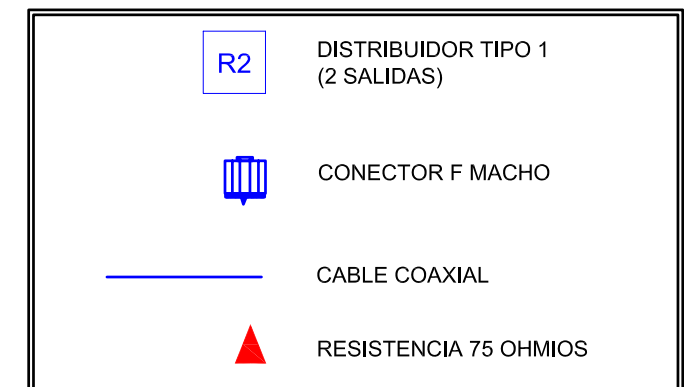 R2
DISTRIBUIDOR TIPO 1
(2 SALIDAS)
CONECTOR F MACHO
CABLE COAXIAL
RESISTENCIA 75 OHMIOS